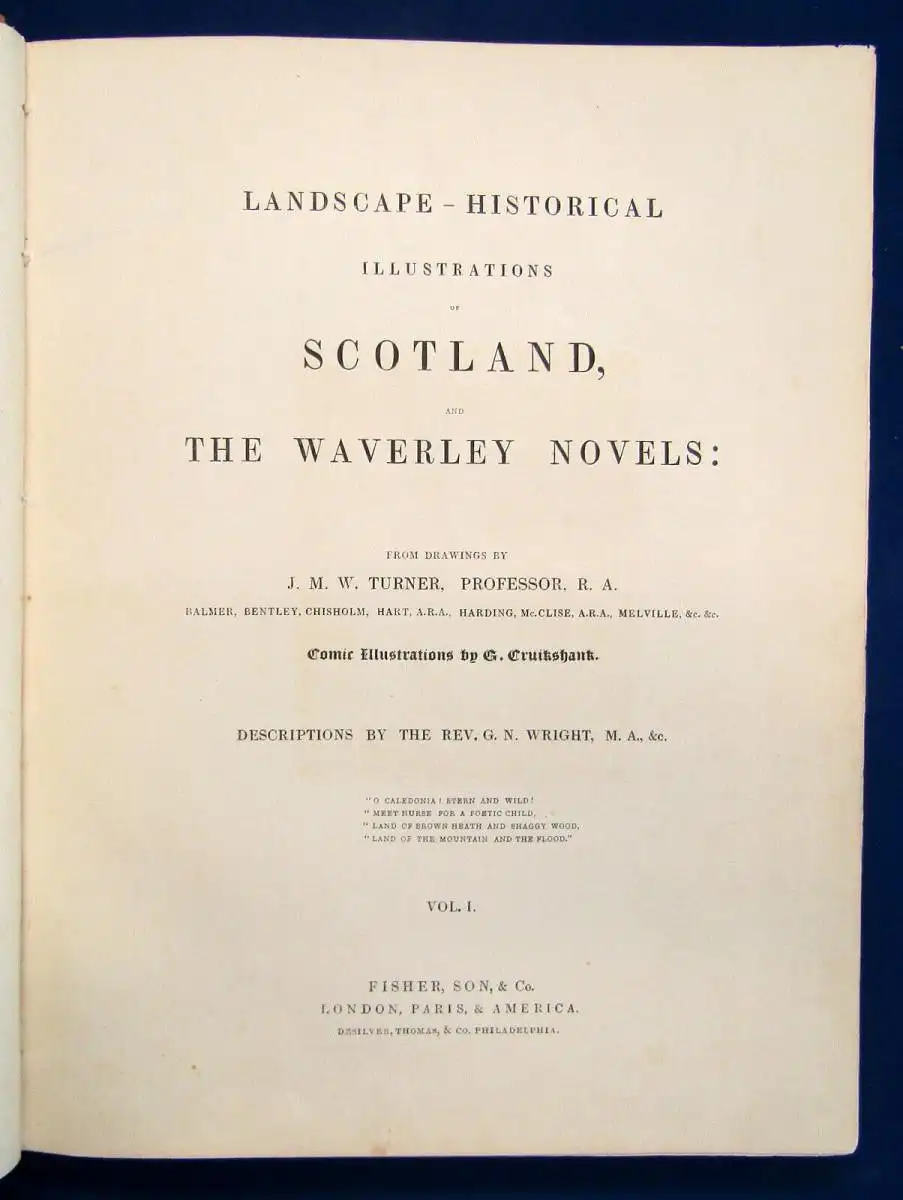 LANDSCAPE – HISTORICAL
ILLUSTRATIONS
OF
SCOTLAND,
AND
THE WAVERLEY NOVELS:
FROM DRAWINGS BY
J. M. W. TURNER, PROFESSOR, R. A.
BALMER, BENTLEY, CHISHOLM, HART, A.R.A., HARDING, Mc.CLISE, A.R.A., MELVILLE, &c. &c.
Comic Illustrations by G. Cruikshank.
DESCRIPTIONS BY THE REV. G. N. WRIGHT, M. A., &c.
"O CALEDONIA! STERN AND WILD!
"MEET NURSE FOR A POETIC CHILD,
"LAND OF BROWN HEATH AND SHAGGY WOOD,
"LAND OF THE MOUNTAIN AND THE FLOOD."
VOL. I.
FISHER, SON, & Co.
LONDON, PARIS, & AMERICA.
DESILVER, THOMAS, & CO. PHILADELPHIA.